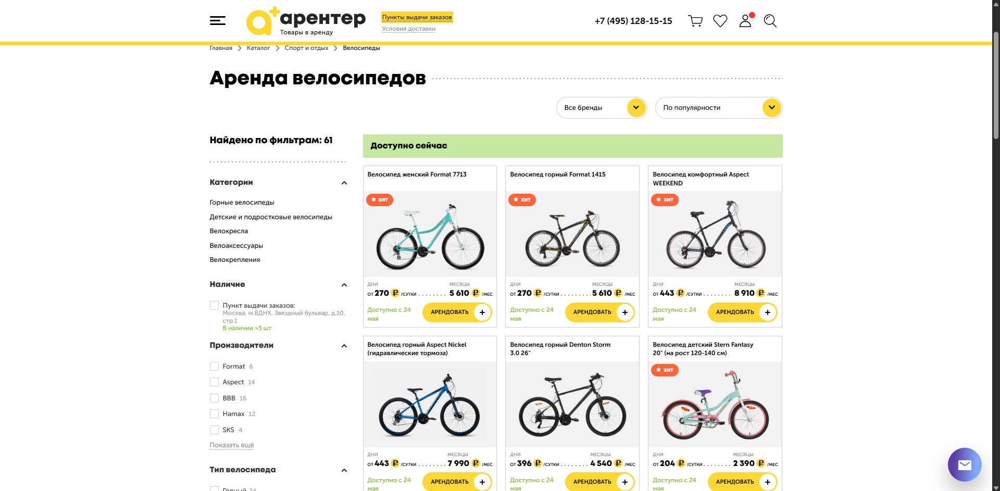 арентер
Товары в аренду
Пункты выдачи заказов
Условия доставки
+7 (495) 128-15-15
Главная
Каталог
Спорт и отдых
Велосипеды
Аренда велосипедов
Все бренды
По популярности
Найдено по фильтрам: 61
Категории
Горные велосипеды
Детские и подростковые велосипеды
Велокресла
Велоаксессуары
Велокрепления
Наличие
Пункт выдачи заказов:
Москва, м.ВДНХ, Звездный бульвар, д.10,
стр.1
В наличии >3 шт
Производители
Format 6
Aspect 14
BBB 16
Hamax 12
SKS 4
Показать ещё
Тип велосипеда
Горный 24
Доступно сейчас
Велосипед женский Format 7713
ХИТ
ДНИ
МЕСЯЦЫ
ОТ 270 ₽ /СУТКИ ........ 5 610 ₽ /МЕС
Доступно с 24
мая
АРЕНДОВАТЬ +
Велосипед горный Format 1415
ХИТ
ДНИ
МЕСЯЦЫ
ОТ 270 ₽ /СУТКИ ........ 5 610 ₽ /МЕС
Доступно с 24
мая
АРЕНДОВАТЬ +
Велосипед комфортный Aspect
WEEKEND
ХИТ
ДНИ
МЕСЯЦЫ
ОТ 443 ₽ /СУТКИ ........ 8 910 ₽ /МЕС
Доступно с 24
мая
АРЕНДОВАТЬ +
Велосипед горный Aspect Nickel
(гидравлические тормоза)
ДНИ
МЕСЯЦЫ
ОТ 443 ₽ /СУТКИ ........ 7 990 ₽ /МЕС
Доступно с 24
мая
АРЕНДОВАТЬ +
Велосипед горный Denton Storm
3.0 26"
ДНИ
МЕСЯЦЫ
ОТ 396 ₽ /СУТКИ ........ 4 540 ₽ /МЕС
Доступно с 24
мая
АРЕНДОВАТЬ +
Велосипед детский Stern Fantasy
20" (на рост 120-140 см)
ХИТ
ДНИ
МЕСЯЦЫ
ОТ 204 ₽ /СУТКИ ........ 2 390 ₽ /МЕС
Доступно с 24
мая
АРЕНДОВАТЬ +